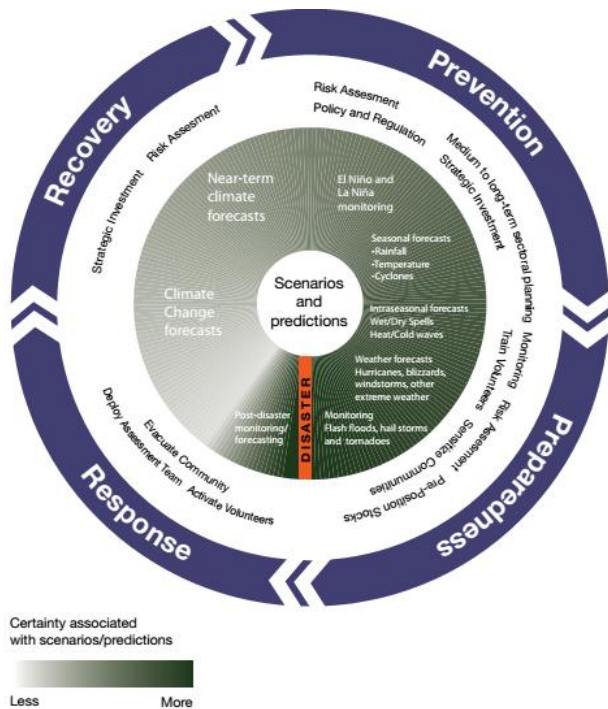 Recovery
Prevention
Preparedness
Response
Risk Assesment
Policy and Regulation
Medium to long-term sectoral planning
Strategic Investment
Monitoring
Train Volunteers
Risk Assesment
Sensitize Communities
Pre-Position Stocks
Evacuate Community
Deploy Assessment Team
Activate Volunteers
Strategic Investment
Risk Assesment
Near-term
climate
forecasts
El Niño and
La Niña
monitoring
Seasonal forecasts
•Rainfall
•Temperature
•Cyclones
Scenarios
and
predictions
Climate
Change
forecasts
Intraseasonal forecasts
Wet/Dry Spells
Heat/Cold waves
Weather forecasts
Hurricanes, blizzards,
windstorms, other
extreme weather
Post-disaster
monitoring/
forecasting
DISASTER
Monitoring
Flash floods, hail storms
and tornadoes
Certainty associated
with scenarios/predictions
Less
More